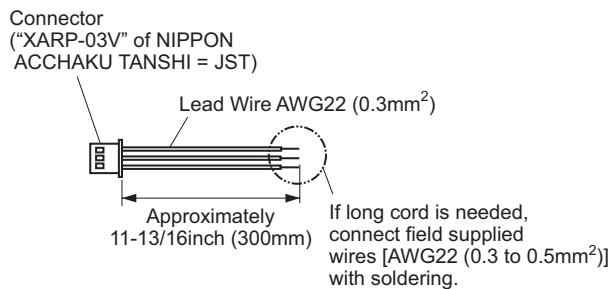 Connector
(“XARP-03V” of NIPPON
ACCHAKU TANSHI = JST)
Lead Wire AWG22 (0.3mm²)
Approximately
11-13/16inch (300mm)
If long cord is needed,
connect field supplied
wires [AWG22 (0.3 to 0.5mm²)]
with soldering.